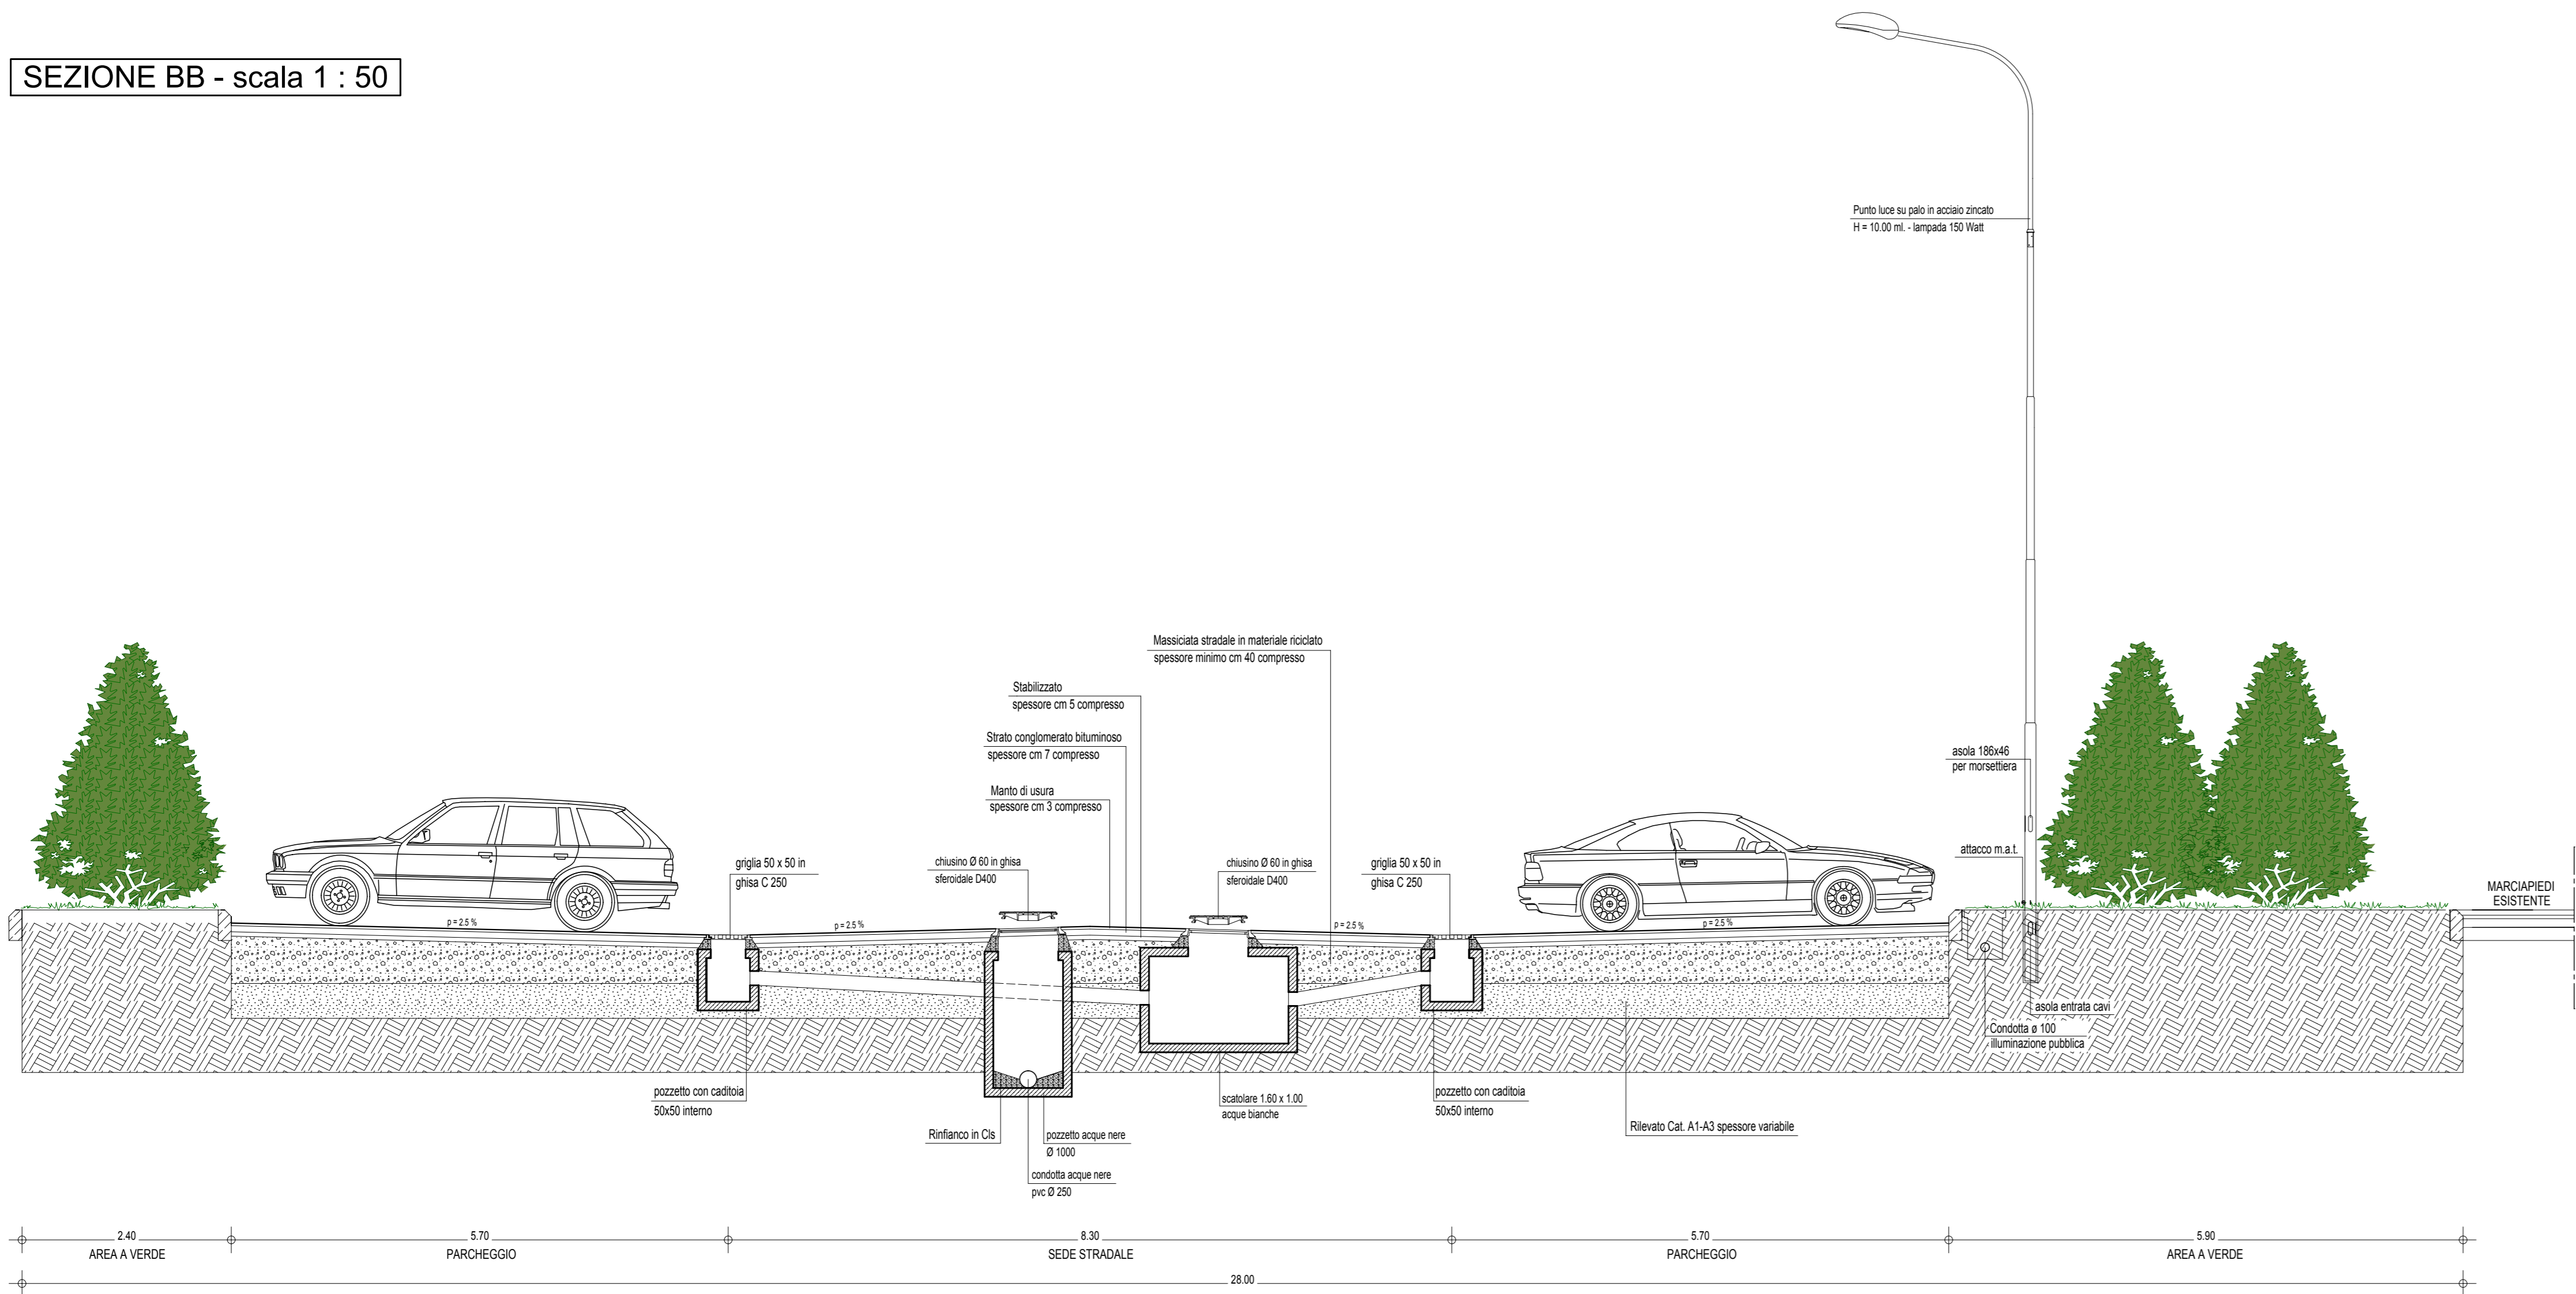 SEZIONE BB - scala 1 : 50
Punto luce su palo in acciaio zincato
H = 10.00 ml. - lampada 150 Watt
Massiciata stradale in materiale riciclato
spessore minimo cm 40 compresso
Stabilizzato
spessore cm 5 compresso
Strato conglomerato bituminoso
spessore cm 7 compresso
Manto di usura
spessore cm 3 compresso
asola 186x46
per morsettiera
attacco m.a.t.
griglia 50 x 50 in
ghisa C 250
chiusino Ø 60 in ghisa
sferoidale D400
chiusino Ø 60 in ghisa
sferoidale D400
griglia 50 x 50 in
ghisa C 250
MARCIAPIEDI
ESISTENTE
p = 2.5 %
p = 2.5 %
p = 2.5 %
p = 2.5 %
asola entrata cavi
Condotta ø 100
illuminazione pubblica
pozzetto con caditoia
50x50 interno
Rinfianco in Cls
pozzetto acque nere
Ø 1000
condotta acque nere
pvc Ø 250
scatolare 1.60 x 1.00
acque bianche
pozzetto con caditoia
50x50 interno
Rilevato Cat. A1-A3 spessore variabile
2.40
AREA A VERDE
5.70
PARCHEGGIO
8.30
SEDE STRADALE
5.70
PARCHEGGIO
5.90
AREA A VERDE
28.00